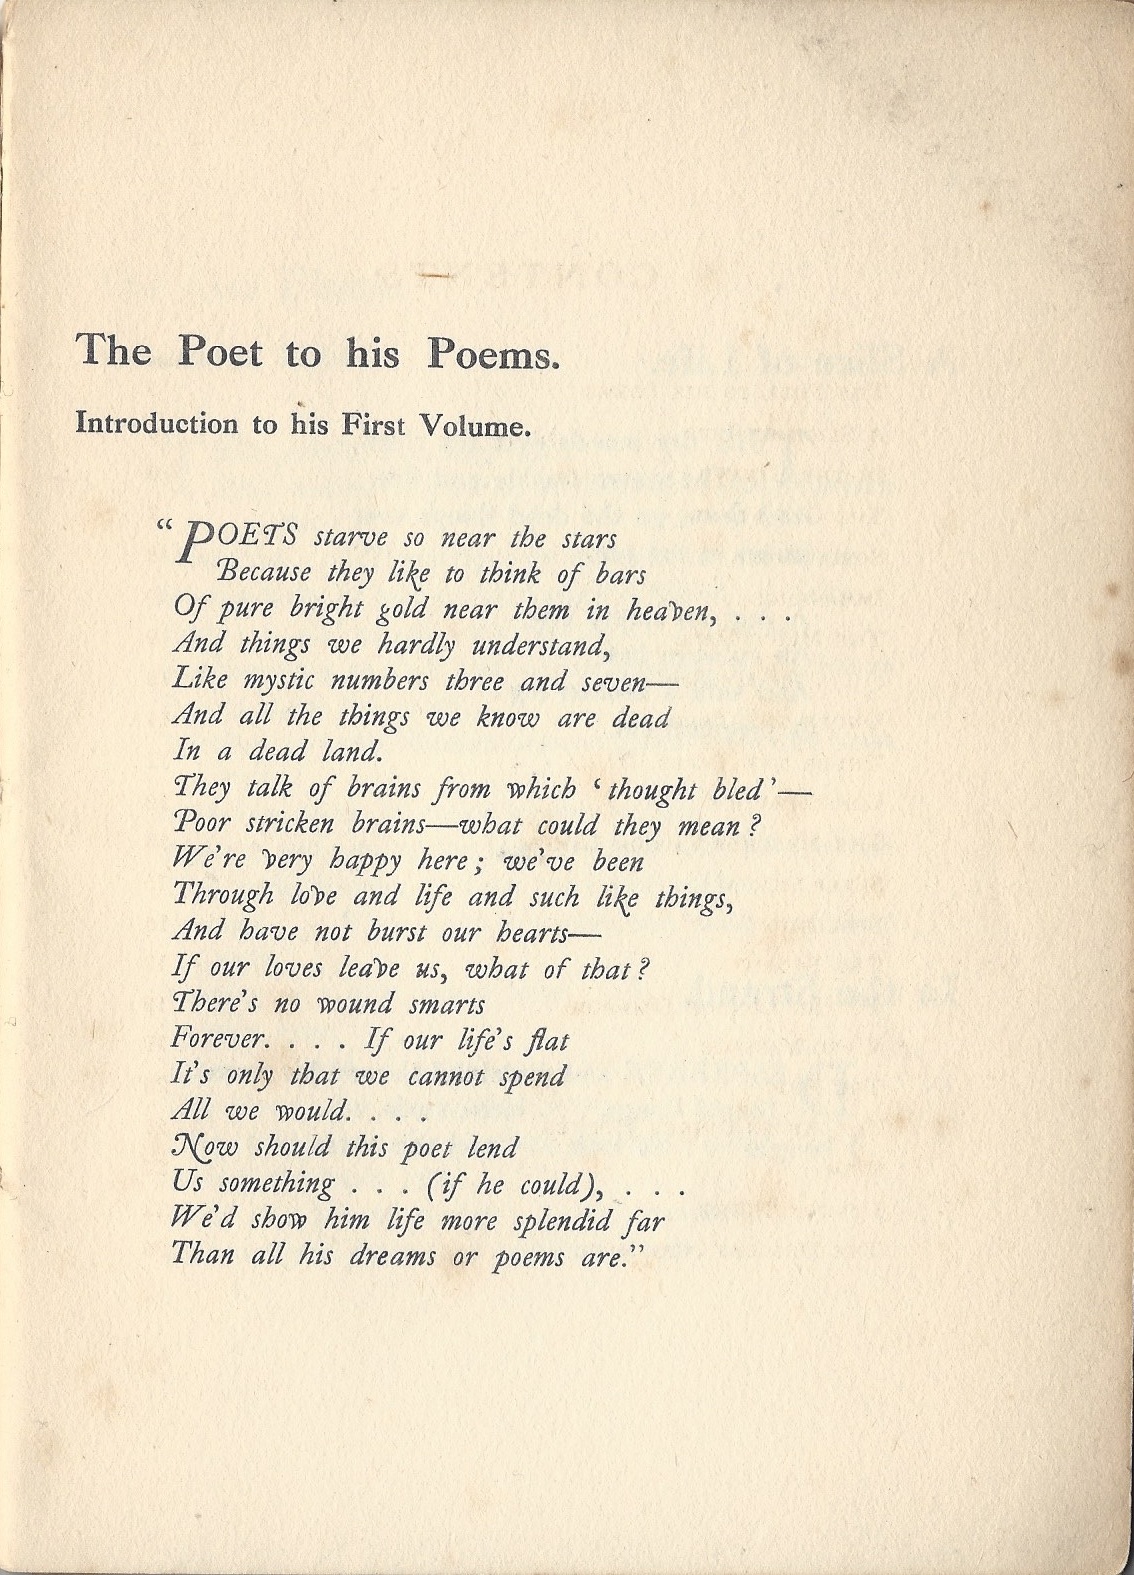 The Poet to his Poems.
Introduction to his First Volume.
“POETS starve so near the stars
Because they like to think of bars
Of pure bright gold near them in heaven, . . .
And things we hardly understand,
Like mystic numbers three and seven—
And all the things we know are dead
In a dead land.
They talk of brains from which ‘thought bled’—
Poor stricken brains—what could they mean?
We’re very happy here; we’ve been
Through love and life and such like things,
And have not burst our hearts—
If our loves leave us, what of that?
There’s no wound smarts
Forever. . . . If our life’s flat
It’s only that we cannot spend
All we would. . . .
Now should this poet lend
Us something . . . (if he could), . . .
We’d show him life more splendid far
Than all his dreams or poems are.”